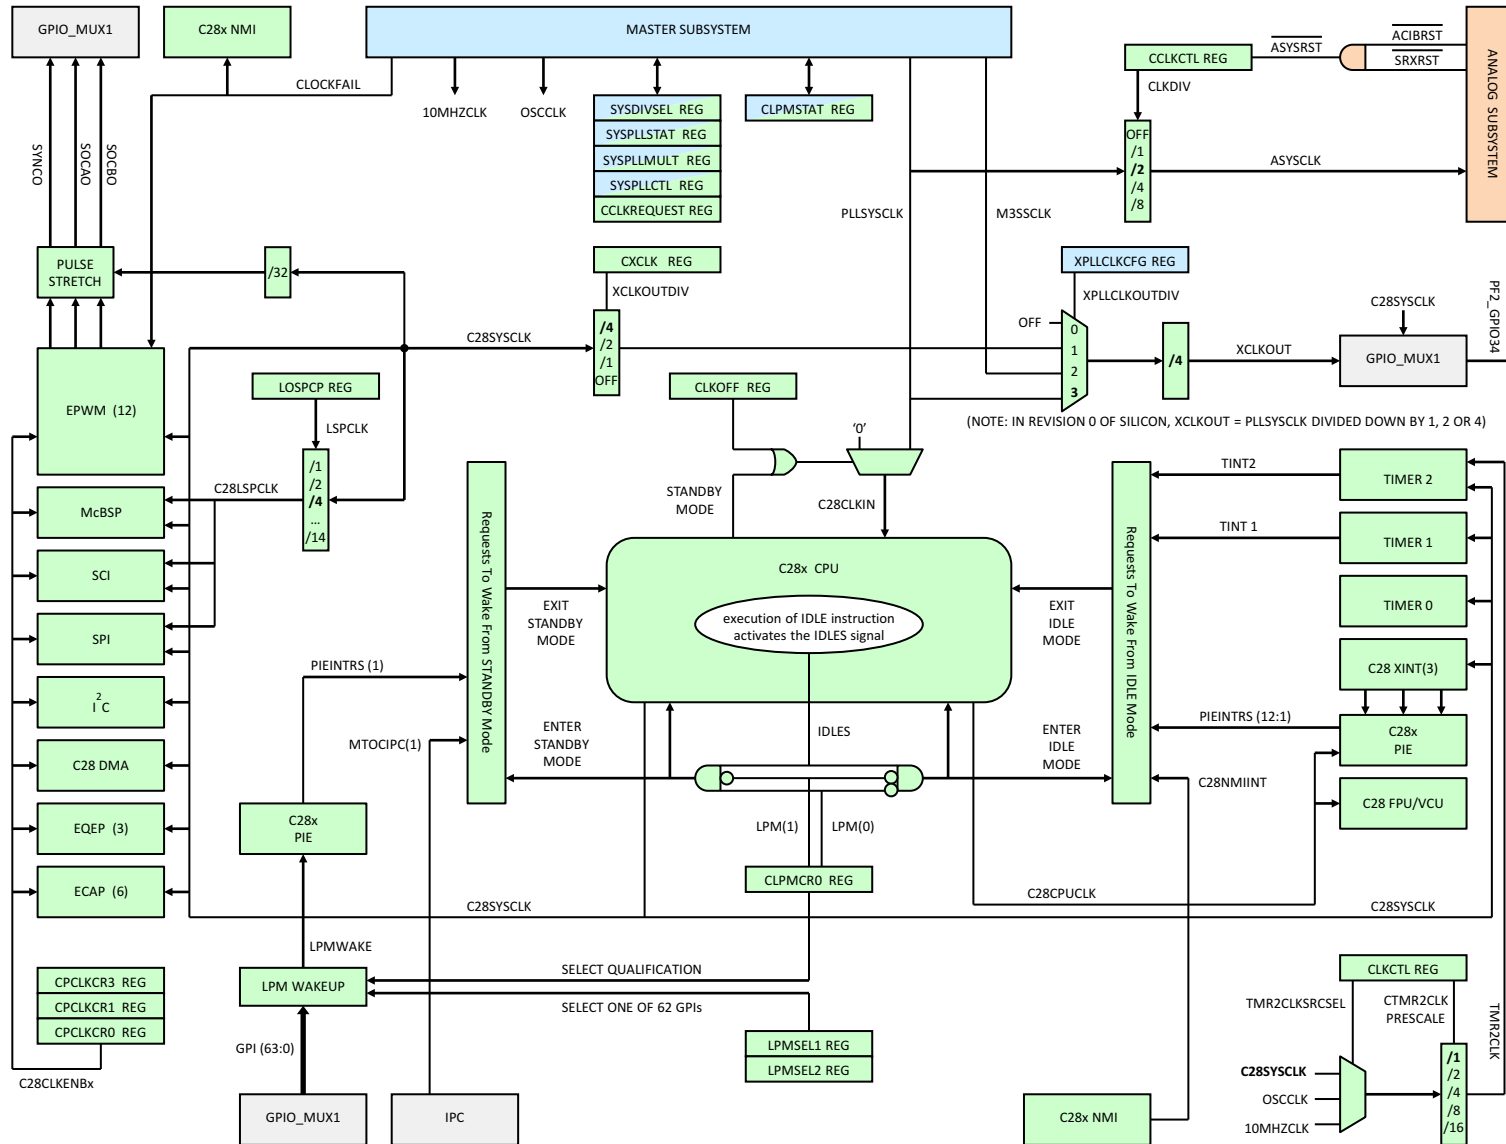 GPIO_MUX1
C28x NMI
MASTER SUBSYSTEM
ACIBRST
ASYSRST
SRXRST
CCLKCTL REG
ANALOG SUBSYSTEM
CLOCKFAIL
CLKDIV
10MHZCLK
OSCCLK
SYSDIVSEL REG
SYSPLLSTAT REG
SYSPLLMULT REG
SYSPLLCTL REG
CCLKREQUEST REG
CLPMSTAT REG
OFF
/1
/2
/4
/8
ASYSCLK
SYNCO
SOCAO
SOCBO
PLLSYSCLK
M3SSCLK
PULSE
STRETCH
/32
CXCLK REG
XCLKOUTDIV
XPLLCLKCFG REG
XPLLCLKOUTDIV
C28SYSCLK
PF2_GPIO34
OFF
0
1
2
3
/4
XCLKOUT
GPIO_MUX1
C28SYSCLK
/4
/2
/1
OFF
EPWM (12)
LOSPCP REG
LSPCLK
CLKOFF REG
(NOTE: IN REVISION 0 OF SILICON, XCLKOUT = PLLSYSCLK DIVIDED DOWN BY 1, 2 OR 4)
‘0’
/1
/2
/4
...
/14
C28LSPCLK
STANDBY
MODE
C28CLKIN
TINT2
TIMER 2
McBSP
Requests To Wake From STANDBY Mode
Requests To Wake From IDLE Mode
TINT 1
TIMER 1
SCI
C28x CPU
EXIT
STANDBY
MODE
execution of IDLE instruction
activates the IDLES signal
EXIT
IDLE
MODE
TIMER 0
SPI
PIEINTRS (1)
C28 XINT(3)
I2C
PIEINTRS (12:1)
C28x
PIE
MTOCIPC(1)
ENTER
STANDBY
MODE
IDLES
ENTER
IDLE
MODE
C28 DMA
C28NMIINT
C28 FPU/VCU
EQEP (3)
C28x
PIE
LPM(1)
LPM(0)
CLPMCR0 REG
ECAP (6)
C28CPUCLK
C28SYSCLK
C28SYSCLK
LPMWAKE
CPCLKCR3 REG
CPCLKCR1 REG
CPCLKCR0 REG
LPM WAKEUP
SELECT QUALIFICATION
SELECT ONE OF 62 GPIs
CLKCTL REG
TMR2CLKSRCSEL
CTMR2CLK
PRESCALE
TMR2CLK
GPI (63:0)
LPMSEL1 REG
LPMSEL2 REG
C28CLKENBx
C28SYSCLK
OSCCLK
10MHZCLK
/1
/2
/4
/8
/16
GPIO_MUX1
IPC
C28x NMI